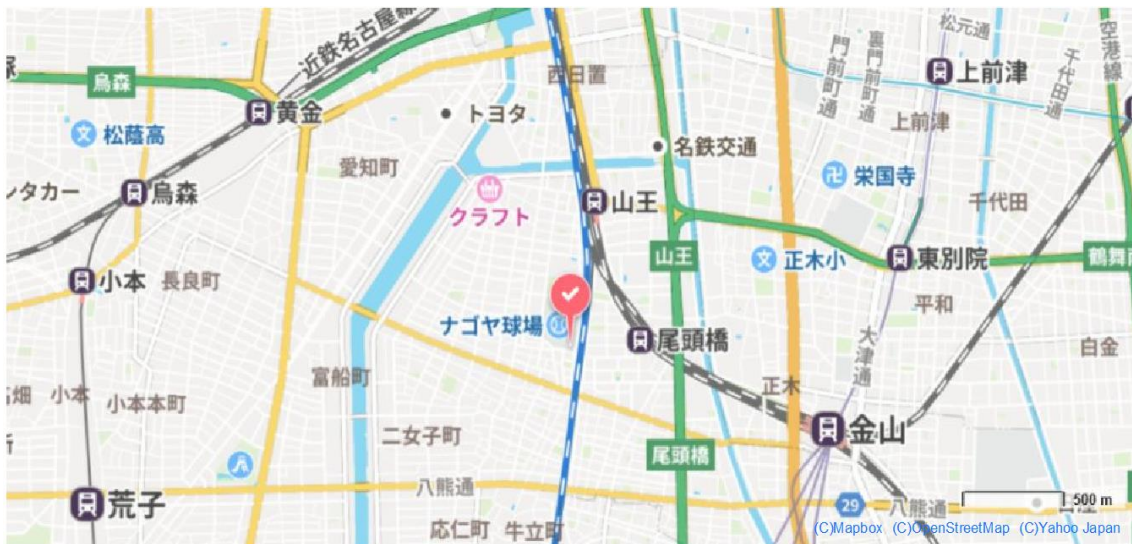 近鉄名古屋線
烏森
黄金
松蔭高
トヨタ
西日置
松元通
上前津
空港線
千代田通
裏門前町通
門前町通
上前津
愛知町
名鉄交通
栄国寺
ンタカー
烏森
クラフト
山王
千代田
山王
正木小
東別院
小本
長良町
平和
ナゴヤ球場
尾頭橋
大津通
白金
富船町
正木
小本
小本本町
二女子町
金山
尾頭橋
荒子
八熊通
29
八熊通
500 m
応仁町
牛立町
(C)Mapbox (C)OpenStreetMap (C)Yahoo Japan